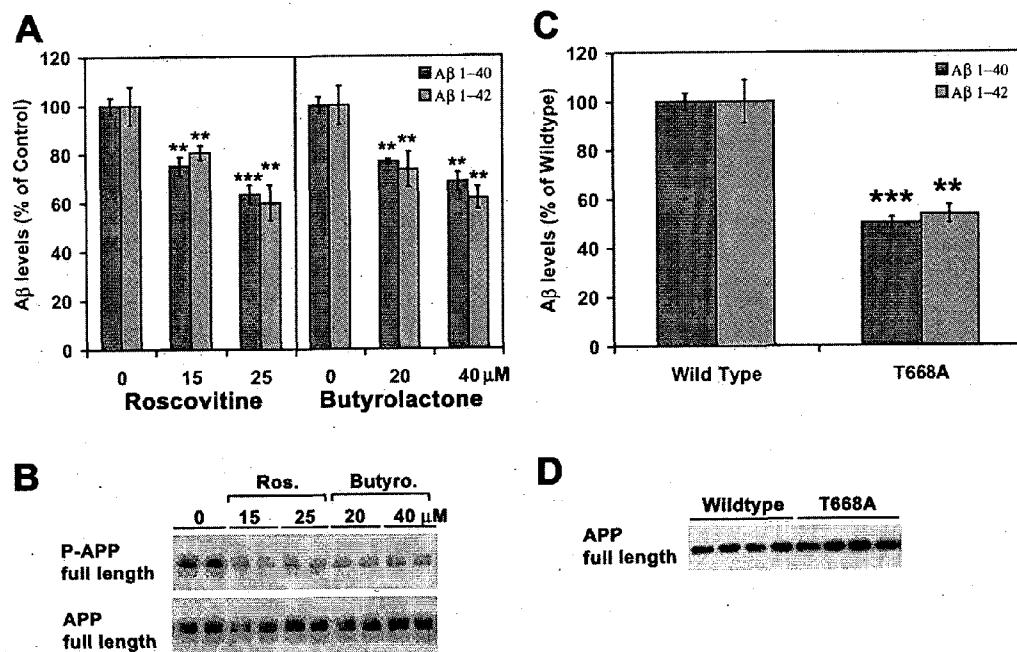 A
120
100
80
60
40
20
0
Aβ levels (% of Control)
Aβ 1–40
Aβ 1–42
** **
*** **
** **
** **
0 15 25 0 20 40 μM
Roscovitine Butyrolactone
C
120
100
80
60
40
20
0
Aβ levels (% of Wildtype)
Aβ 1–40
Aβ 1–42
*** **
Wild Type T668A
B
Ros. Butyro.
0 15 25 20 40 μM
P-APP
full length
APP
full length
D
Wildtype T668A
APP
full length